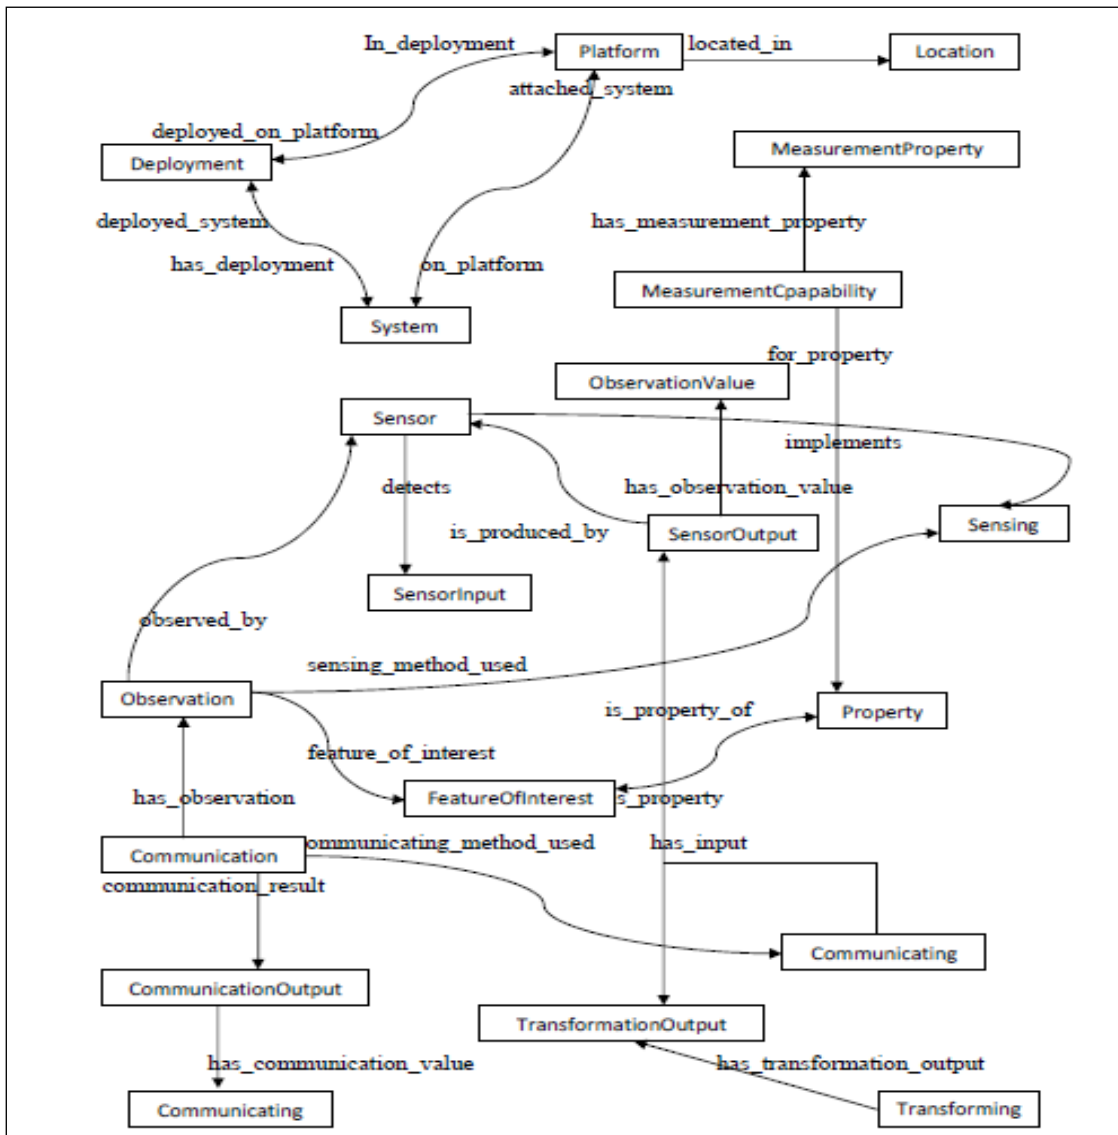 In_deployment
Platform
located_in
Location
attached_system
deployed_on_platform
Deployment
MeasurementProperty
deployed_system
has_measurement_property
has_deployment
on_platform
MeasurementCpapability
System
for_property
ObservationValue
Sensor
implements
detects
has_observation_value
is_produced_by
SensorOutput
Sensing
SensorInput
observed_by
sensing_method_used
Observation
is_property_of
Property
feature_of_interest
has_observation
FeatureOfInterest
s_property
Communication
ommunicating_method_used
has_input
communication_result
Communicating
CommunicationOutput
TransformationOutput
has_communication_value
has_transformation_output
Communicating
Transforming